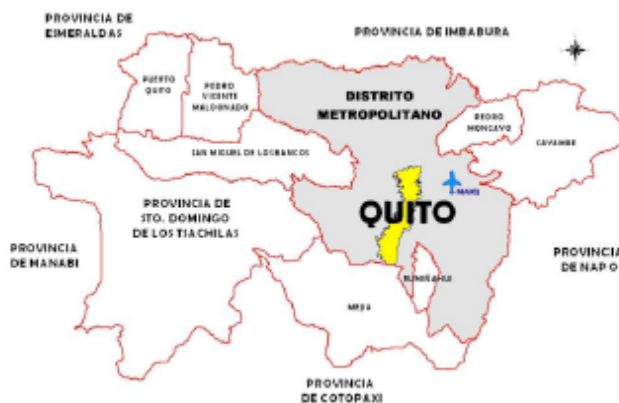 PROVINCIA DE
ESMERALDAS
PROVINCIA DE IMBABURA
PUERTO
QUITO
PEDRO
VICENTE
MALDONADO
DISTRITO
METROPOLITANO
PEDRO
MONCAYO
CAYAMBE
SAN MIGUEL DE LOS BANCOS
PROVINCIA DE
STO. DOMINGO
DE LOS TSACHILAS
QUITO
PROVINCIA
DE MANABI
PROVINCIA
DE NAPO
RUMIÑAHUI
MEJIA
PROVINCIA
DE COTOPAXI